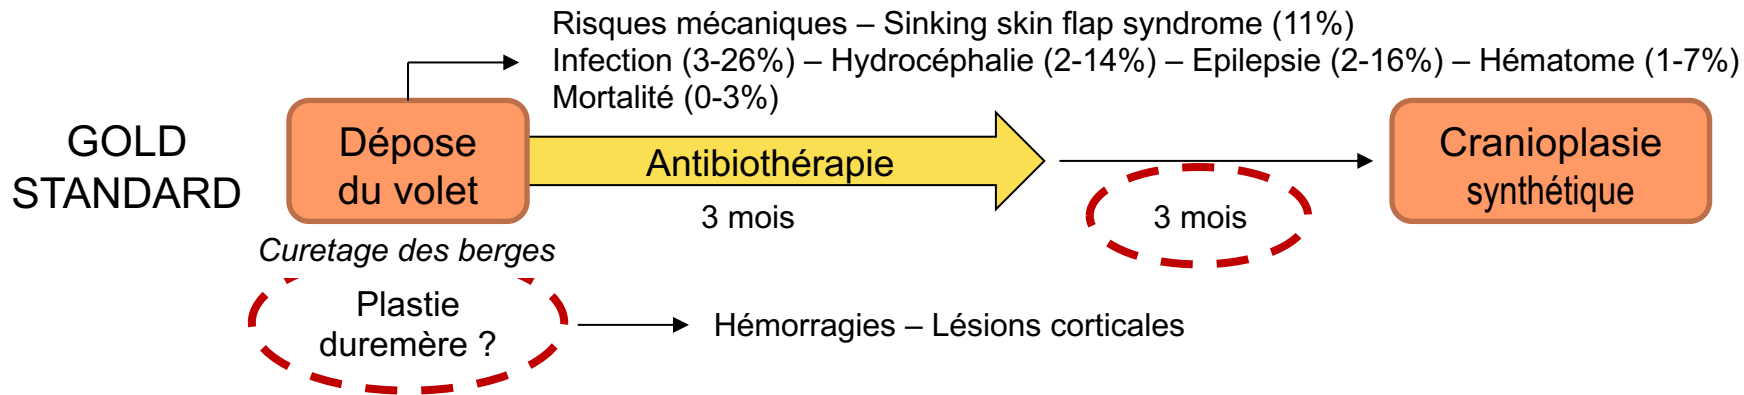 Risques mécaniques – Sinking skin flap syndrome (11%)
Infection (3-26%) – Hydrocéphalie (2-14%) – Epilepsie (2-16%) – Hématome (1-7%)
Mortalité (0-3%)
GOLD
STANDARD
Dépose
du volet
Antibiothérapie
3 mois
3 mois
Cranioplasie
synthétique
Curetage des berges
Plastie
duremère ?
Hémorragies – Lésions corticales